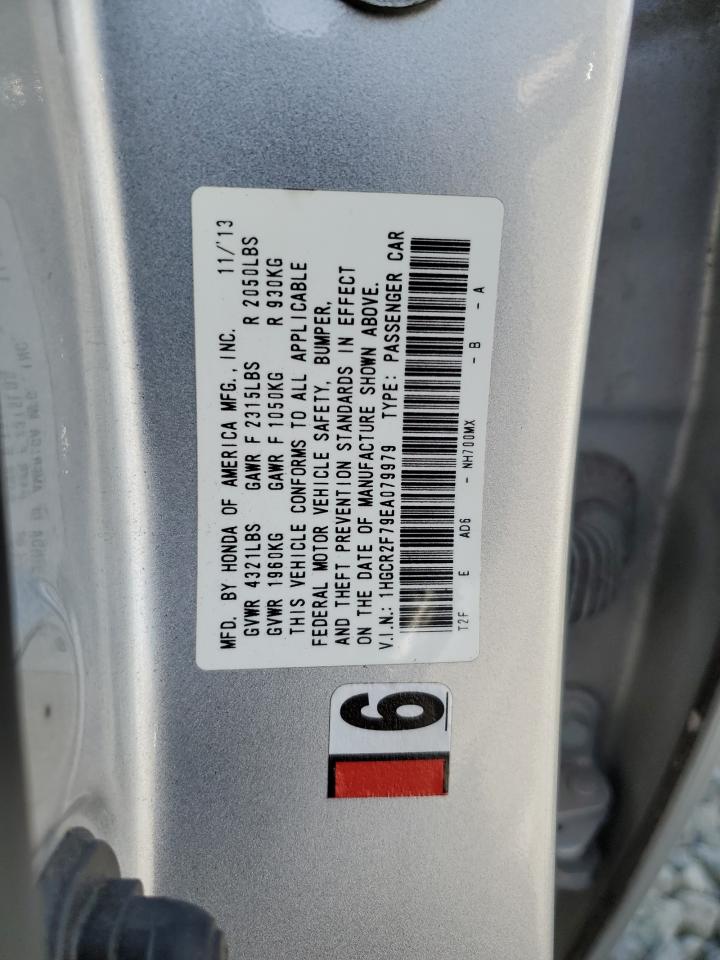 MFD. BY HONDA OF AMERICA MFG., INC. 11/'13
GVWR 4321LBS GAWR F 2315LBS R 2050LBS
GVWR 1960KG GAWR F 1050KG R 930KG
THIS VEHICLE CONFORMS TO ALL APPLICABLE
FEDERAL MOTOR VEHICLE SAFETY, BUMPER,
AND THEFT PREVENTION STANDARDS IN EFFECT
ON THE DATE OF MANUFACTURE SHOWN ABOVE.
V.I.N.: 1HGCR2F79EA079979 TYPE: PASSENGER CAR
T2F E AD6 - NH700MX - B - A
6